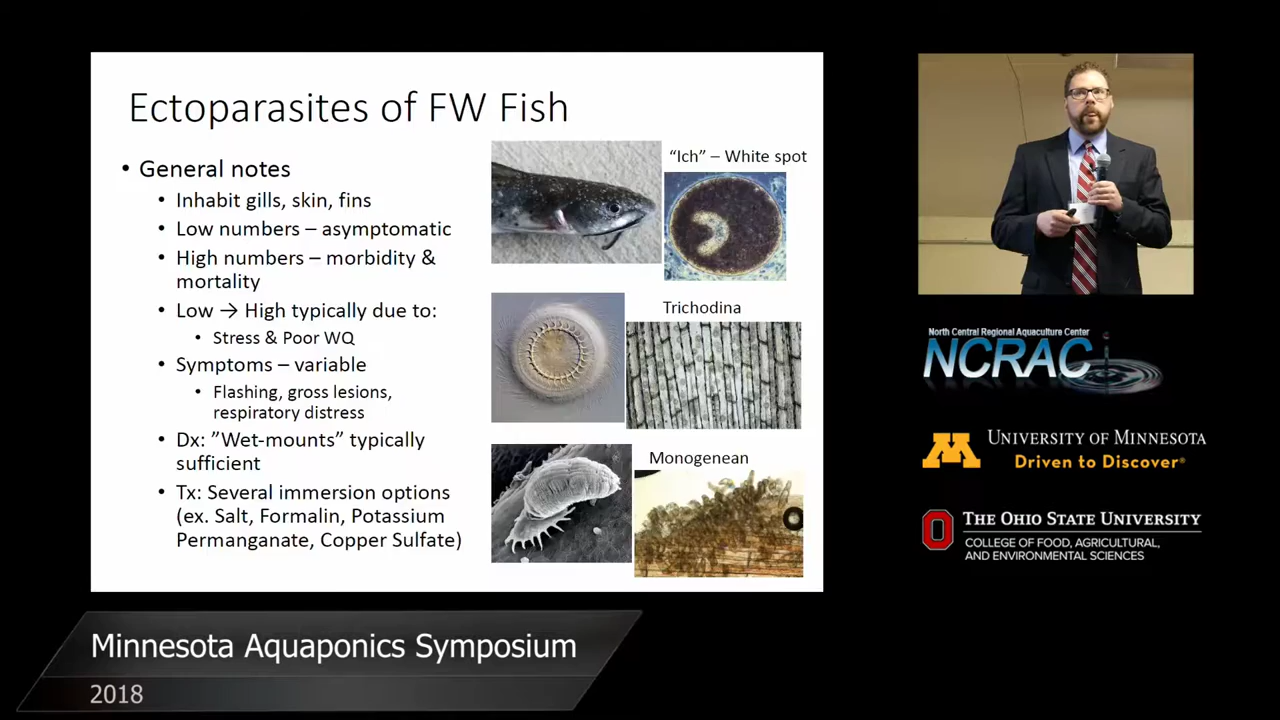 Ectoparasites of FW Fish
• General notes
• Inhabit gills, skin, fins
• Low numbers – asymptomatic
• High numbers – morbidity &
mortality
• Low → High typically due to:
• Stress & Poor WQ
• Symptoms – variable
• Flashing, gross lesions,
respiratory distress
• Dx: ”Wet-mounts” typically
sufficient
• Tx: Several immersion options
(ex. Salt, Formalin, Potassium
Permanganate, Copper Sulfate)
“Ich” – White spot
Trichodina
Monogenean
North Central Regional Aquaculture Center
NCRAC
M
UNIVERSITY OF MINNESOTA
Driven to Discover®
O
THE OHIO STATE UNIVERSITY
COLLEGE OF FOOD, AGRICULTURAL,
AND ENVIRONMENTAL SCIENCES
Minnesota Aquaponics Symposium
2018